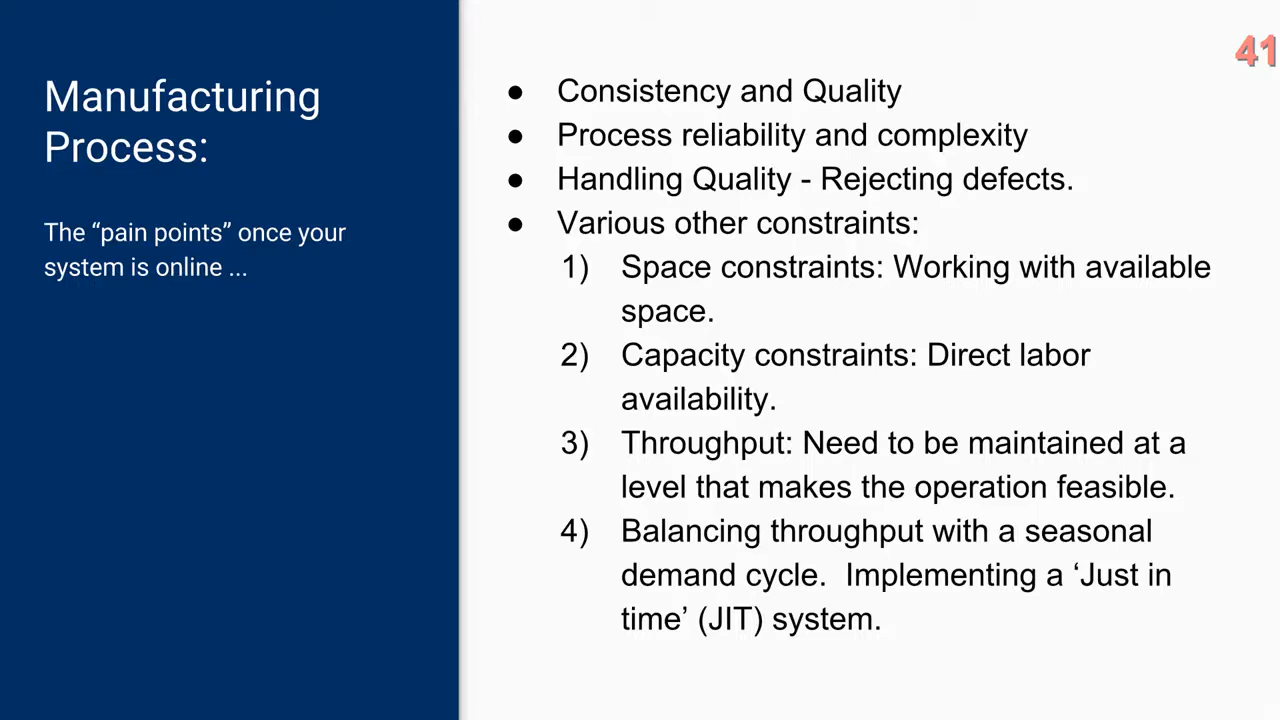 Manufacturing
Process:
The “pain points” once your
system is online ...
41
● Consistency and Quality
● Process reliability and complexity
● Handling Quality - Rejecting defects.
● Various other constraints:
1) Space constraints: Working with available
space.
2) Capacity constraints: Direct labor
availability.
3) Throughput: Need to be maintained at a
level that makes the operation feasible.
4) Balancing throughput with a seasonal
demand cycle.  Implementing a ‘Just in
time’ (JIT) system.